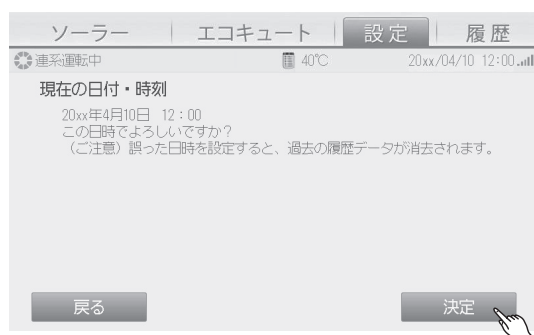 ソーラー エコキュート 設定 履歴
連系運転中 40℃ 20xx/04/10 12:00
現在の日付・時刻
20xx年4月10日 12:00
この日時でよろしいですか？
（ご注意）誤った日時を設定すると、過去の履歴データが消去されます。
戻る 決定